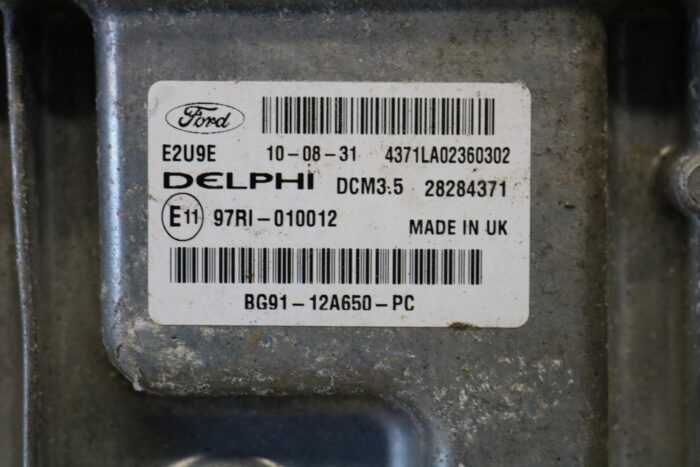 Ford
E2U9E 10-08-31 4371LA02360302
DELPHI DCM3.5 28284371
E11 97RI-010012 MADE IN UK
BG91-12A650-PC